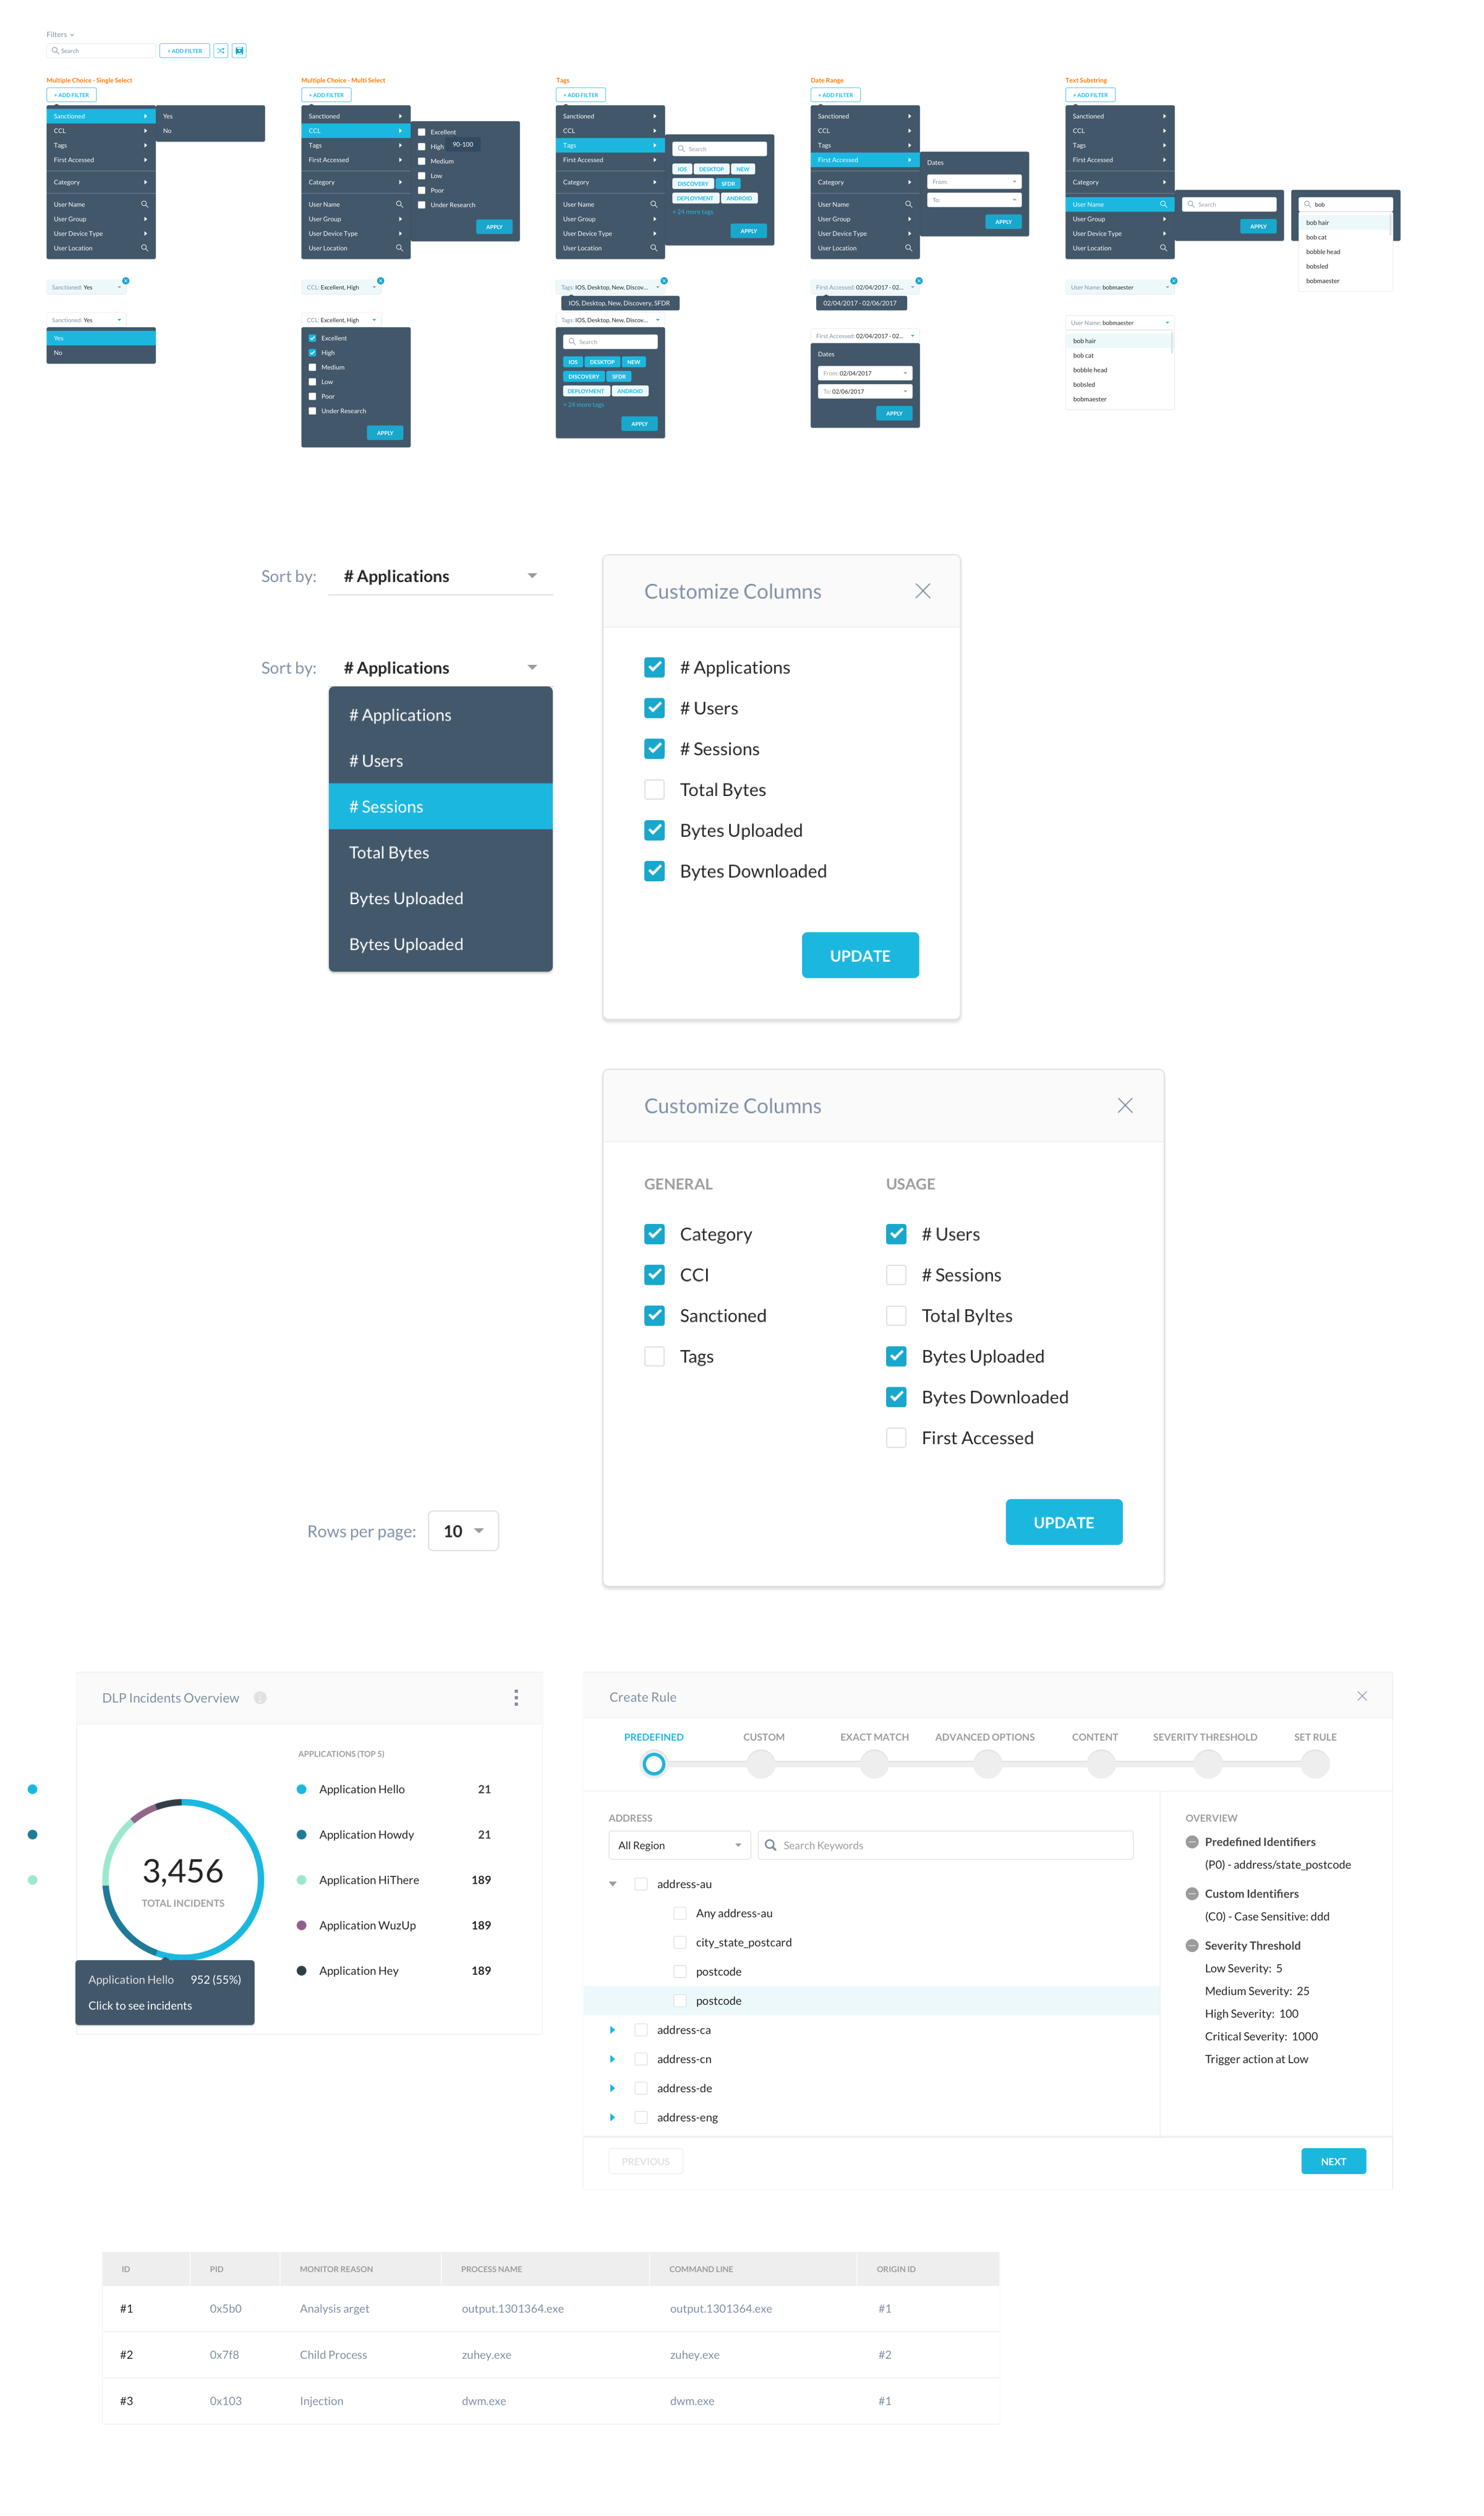 Filters
Search
+ ADD FILTER
Multiple Choice - Single Select
+ ADD FILTER
Sanctioned
CCL
Tags
First Accessed
Category
User Name
User Group
User Device Type
User Location
Yes
No
Sanctioned: Yes
Sanctioned: Yes
Yes
No
Multiple Choice - Multi Select
+ ADD FILTER
Sanctioned
CCL
Tags
First Accessed
Category
User Name
User Group
User Device Type
User Location
Excellent
High
90-100
Medium
Low
Poor
Under Research
APPLY
CCL: Excellent, High
CCL: Excellent, High
Excellent
High
Medium
Low
Poor
Under Research
APPLY
Tags
+ ADD FILTER
Sanctioned
CCL
Tags
First Accessed
Category
User Name
User Group
User Device Type
User Location
Search
IOS DESKTOP NEW
DISCOVERY SFDR
DEPLOYMENT ANDROID
+ 24 more tags
APPLY
Tags: IOS, Desktop, New, Discov...
IOS, Desktop, New, Discovery, SFDR
Tags: IOS, Desktop, New, Discov...
Search
IOS DESKTOP NEW
DISCOVERY SFDR
DEPLOYMENT ANDROID
+ 24 more tags
APPLY
Date Range
+ ADD FILTER
Sanctioned
CCL
Tags
First Accessed
Category
User Name
User Group
User Device Type
User Location
Dates
From:
To:
APPLY
First Accessed: 02/04/2017 - 02...
02/04/2017 - 02/06/2017
First Accessed: 02/04/2017 - 02...
Dates
From: 02/04/2017
To: 02/06/2017
APPLY
Text Substring
+ ADD FILTER
Sanctioned
CCL
Tags
First Accessed
Category
User Name
User Group
User Device Type
User Location
Search
APPLY
bob
bob hair
bob cat
bobble head
bobsled
bobmaester
User Name: bobmaester
User Name: bobmaester
bob hair
bob cat
bobble head
bobsled
bobmaester
Sort by: # Applications
Sort by: # Applications
# Applications
# Users
# Sessions
Total Bytes
Bytes Uploaded
Bytes Uploaded
Customize Columns
# Applications
# Users
# Sessions
Total Bytes
Bytes Uploaded
Bytes Downloaded
UPDATE
Customize Columns
GENERAL
Category
CCI
Sanctioned
Tags
USAGE
# Users
# Sessions
Total Byltes
Bytes Uploaded
Bytes Downloaded
First Accessed
UPDATE
Rows per page: 10
DLP Incidents Overview
APPLICATIONS (TOP 5)
Application Hello 21
Application Howdy 21
Application HiThere 189
Application WuzUp 189
Application Hey 189
3,456
TOTAL INCIDENTS
Application Hello 952 (55%)
Click to see incidents
Create Rule
PREDEFINED CUSTOM EXACT MATCH ADVANCED OPTIONS CONTENT SEVERITY THRESHOLD SET RULE
ADDRESS
All Region
Search Keywords
address-au
Any address-au
city_state_postcard
postcode
postcode
address-ca
address-cn
address-de
address-eng
OVERVIEW
Predefined Identifiers
(P0) - address/state_postcode
Custom Identifiers
(C0) - Case Sensitive: ddd
Severity Threshold
Low Severity: 5
Medium Severity: 25
High Severity: 100
Critical Severity: 1000
Trigger action at Low
PREVIOUS
NEXT
ID PID MONITOR REASON PROCESS NAME COMMAND LINE ORIGIN ID
#1 0x5b0 Analysis arget output.1301364.exe output.1301364.exe #1
#2 0x7f8 Child Process zuhey.exe zuhey.exe #2
#3 0x103 Injection dwm.exe dwm.exe #1